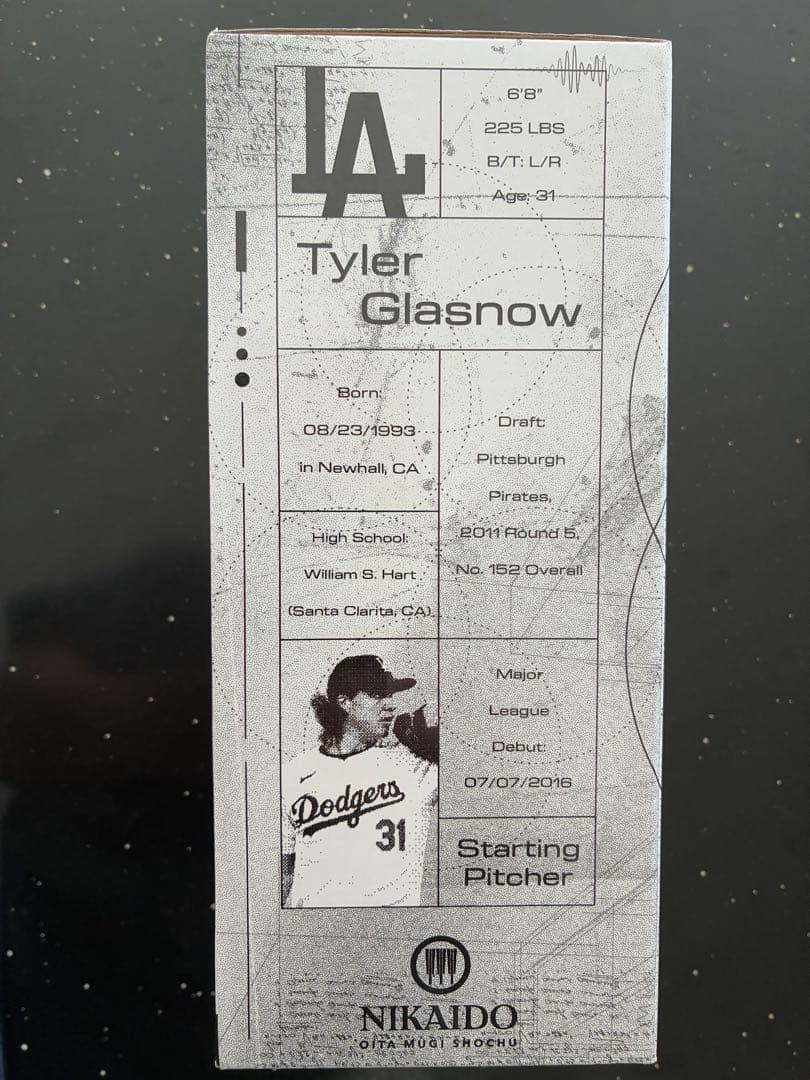 LA
6'8"
225 LBS
B/T: L/R
Age: 31
Tyler
Glasnow
Born:
08/23/1993
in Newhall, CA
Draft:
Pittsburgh
Pirates,
2011 Round 5,
No. 152 Overall
High School:
William S. Hart
(Santa Clarita, CA)
Dodgers
31
Major
League
Debut:
07/07/2016
Starting
Pitcher
NIKAIDO
OITA MUGI SHOCHU